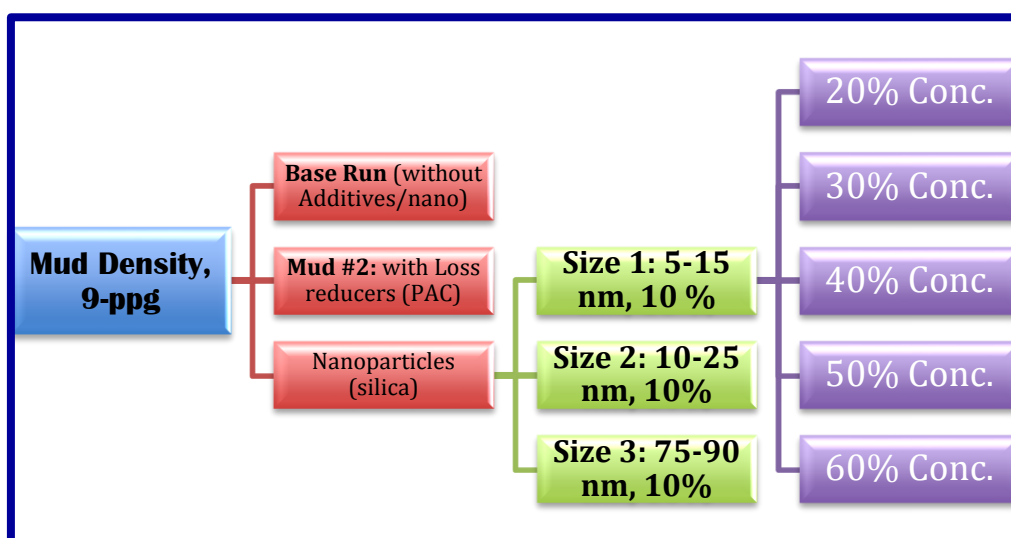 Mud Density,
9-ppg
Base Run (without
Additives/nano)
Mud #2: with Loss
reducers (PAC)
Nanoparticles
(silica)
Size 1: 5-15
nm, 10 %
Size 2: 10-25
nm, 10%
Size 3: 75-90
nm, 10%
20% Conc.
30% Conc.
40% Conc.
50% Conc.
60% Conc.